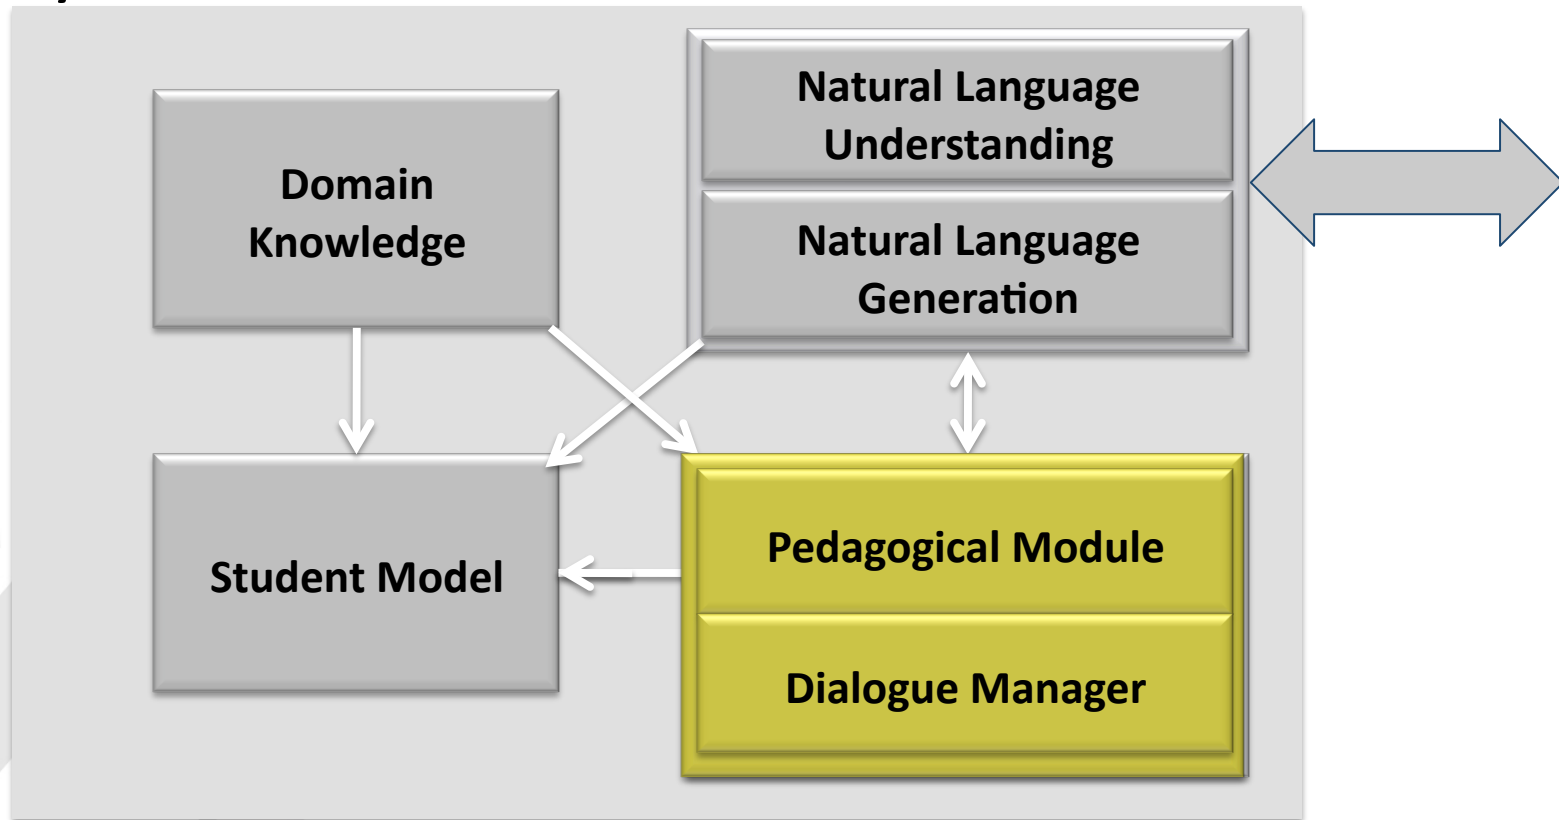 Domain
Knowledge
Natural Language
Understanding
Natural Language
Generation
Student Model
Pedagogical Module
Dialogue Manager